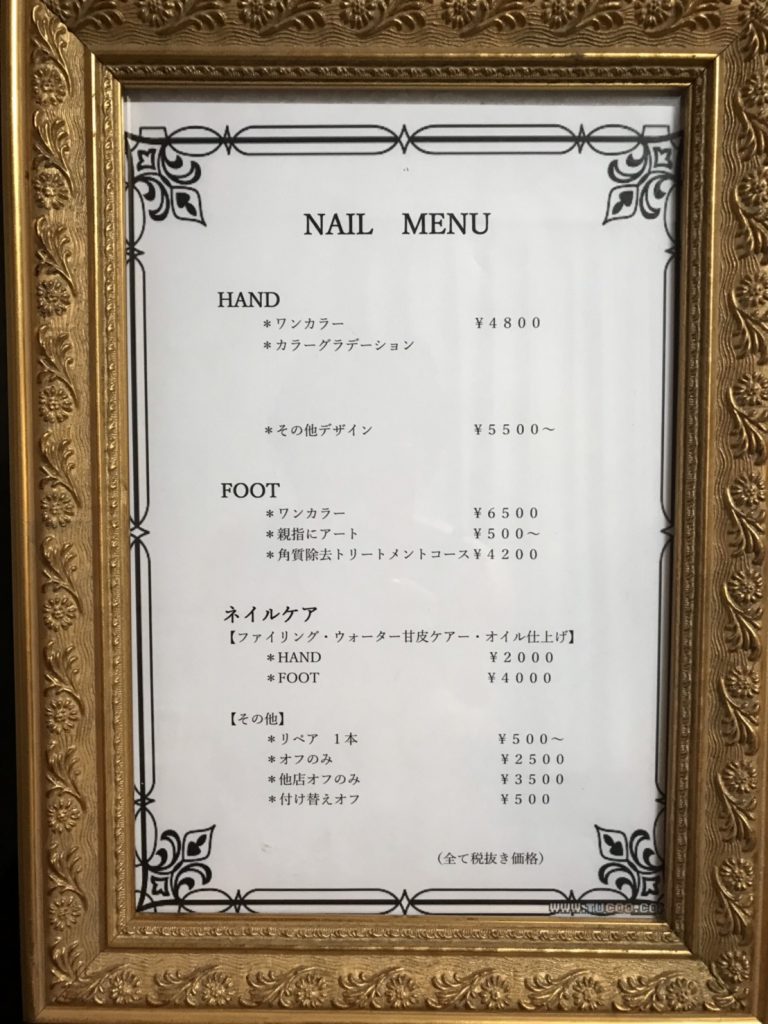 NAIL MENU
HAND
＊ワンカラー ￥４８００
＊カラーグラデーション
＊その他デザイン ￥５５００～
FOOT
＊ワンカラー ￥６５００
＊親指にアート ￥５００～
＊角質除去トリートメントコース￥４２００
ネイルケア
【ファイリング・ウォーター甘皮ケアー・オイル仕上げ】
＊HAND ￥２０００
＊FOOT ￥４０００
【その他】
＊リペア　１本 ￥５００～
＊オフのみ ￥２５００
＊他店オフのみ ￥３５００
＊付け替えオフ ￥５００
（全て税抜き価格）